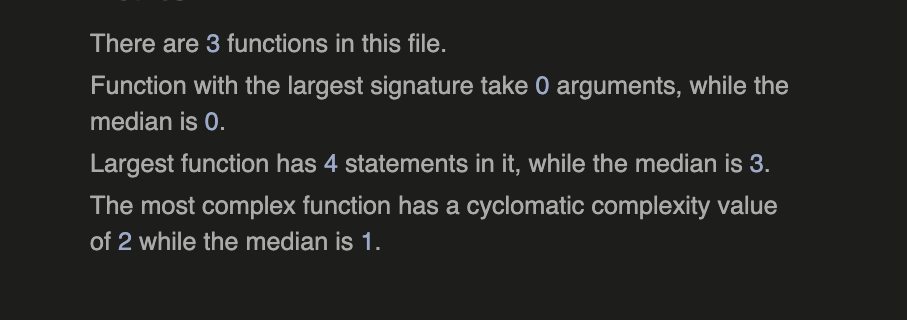 There are 3 functions in this file.
Function with the largest signature take 0 arguments, while the
median is 0.
Largest function has 4 statements in it, while the median is 3.
The most complex function has a cyclomatic complexity value
of 2 while the median is 1.